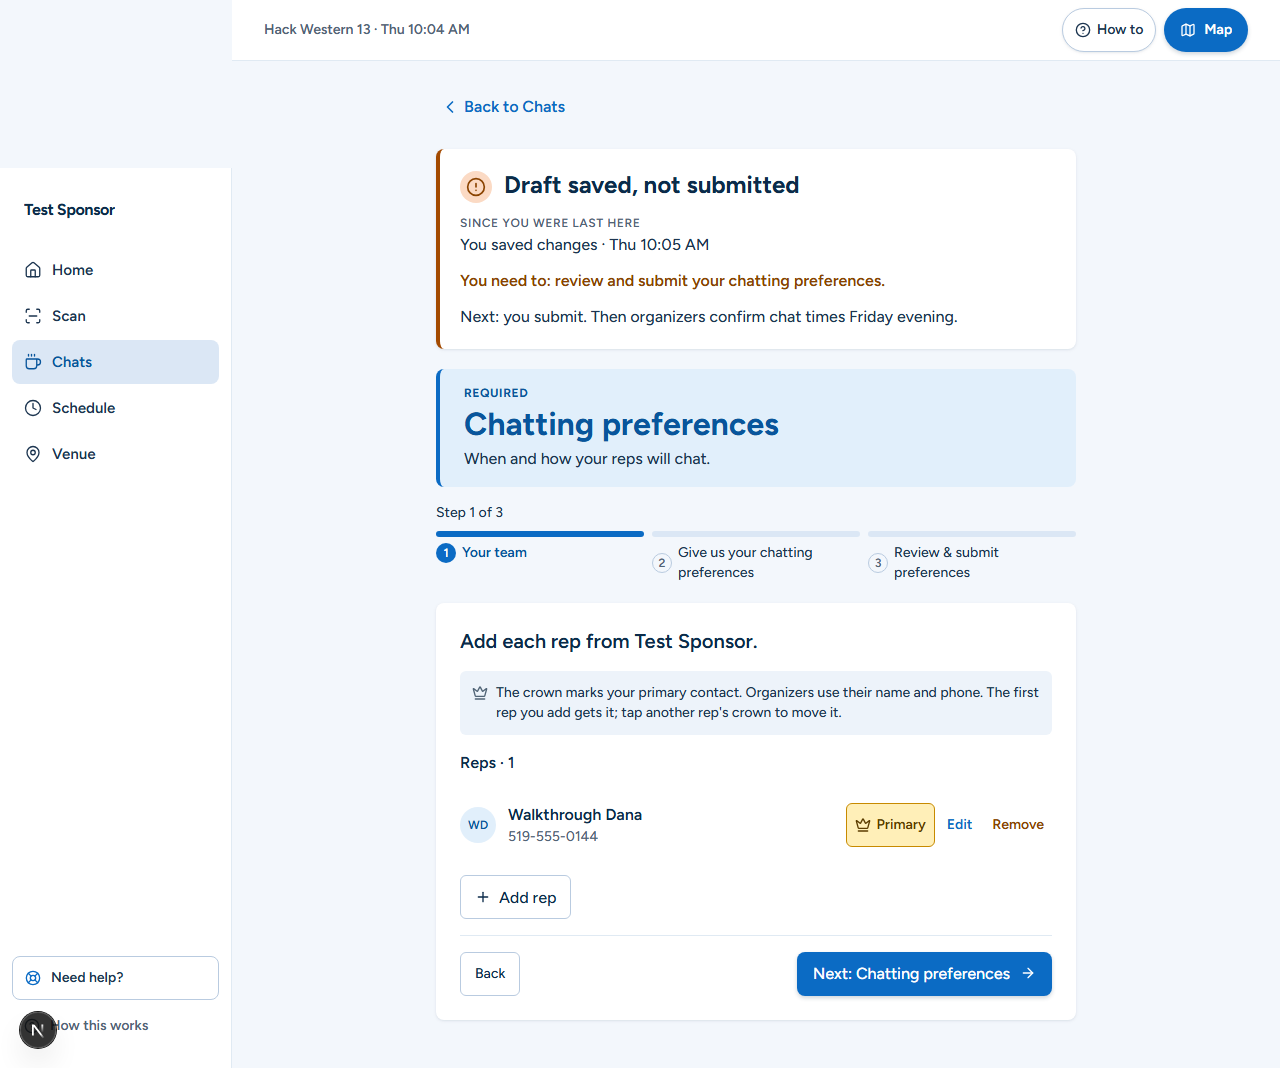 Hack Western 13 · Thu 10:04 AM
How to
Map
Test Sponsor
Home
Scan
Chats
Schedule
Venue
Need help?
How this works
N
Back to Chats
Draft saved, not submitted
SINCE YOU WERE LAST HERE
You saved changes · Thu 10:05 AM
You need to: review and submit your chatting preferences.
Next: you submit. Then organizers confirm chat times Friday evening.
REQUIRED
Chatting preferences
When and how your reps will chat.
Step 1 of 3
1 Your team
2 Give us your chatting
preferences
3 Review & submit
preferences
Add each rep from Test Sponsor.
The crown marks your primary contact. Organizers use their name and phone. The first
rep you add gets it; tap another rep's crown to move it.
Reps · 1
WD
Walkthrough Dana
519-555-0144
Primary
Edit
Remove
Add rep
Back
Next: Chatting preferences